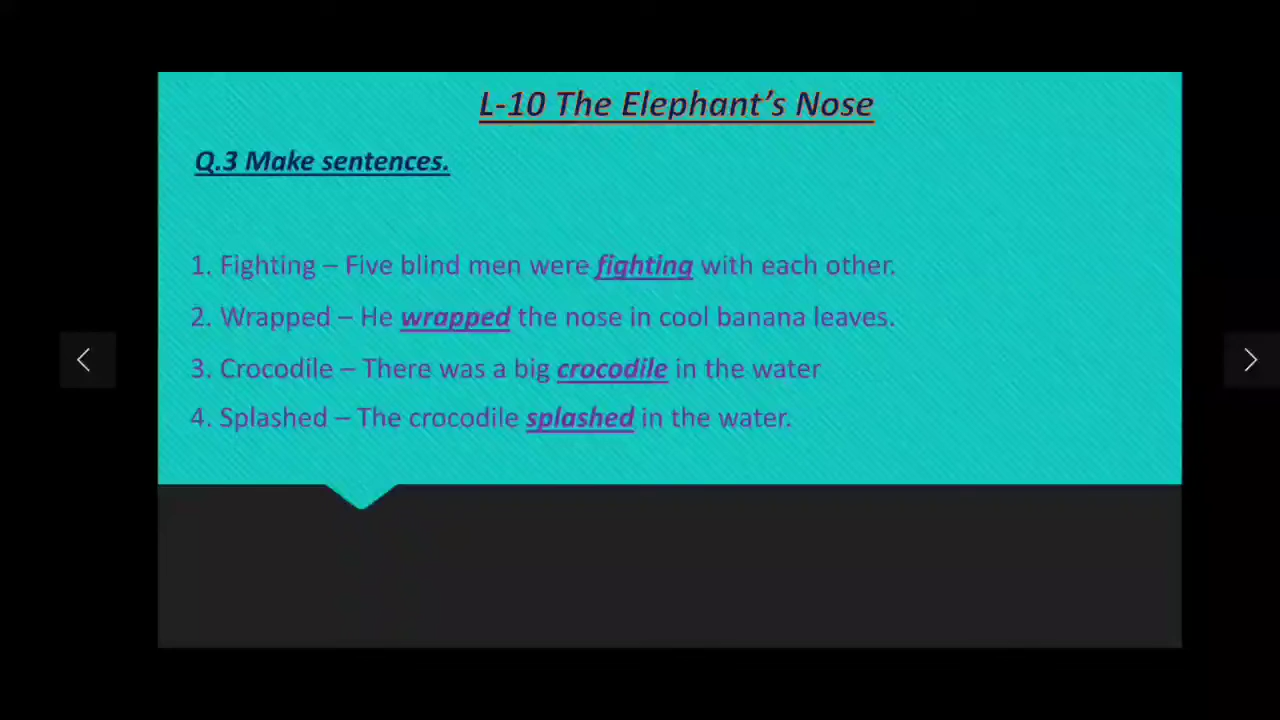 L-10 The Elephant’s Nose
Q.3 Make sentences.
1. Fighting – Five blind men were fighting with each other.
2. Wrapped – He wrapped the nose in cool banana leaves.
3. Crocodile – There was a big crocodile in the water
4. Splashed – The crocodile splashed in the water.